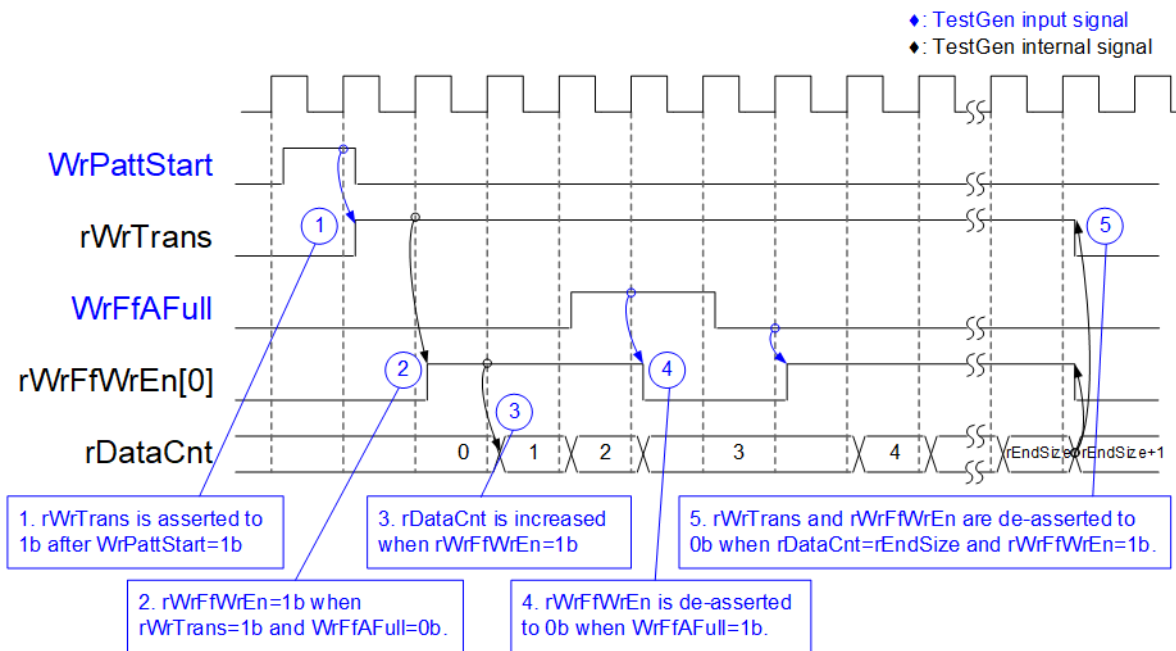 ♦: TestGen input signal
♦: TestGen internal signal
WrPattStart
rWrTrans
1
5
WrFfAFull
rWrFfWrEn[0]
2
4
3
rDataCnt
0
1
2
3
4
rEndSize
rEndSize+1
1. rWrTrans is asserted to
1b after WrPattStart=1b
3. rDataCnt is increased
when rWrFfWrEn=1b
5. rWrTrans and rWrFfWrEn are de-asserted to
0b when rDataCnt=rEndSize and rWrFfWrEn=1b.
2. rWrFfWrEn=1b when
rWrTrans=1b and WrFfAFull=0b.
4. rWrFfWrEn is de-asserted
to 0b when WrFfAFull=1b.